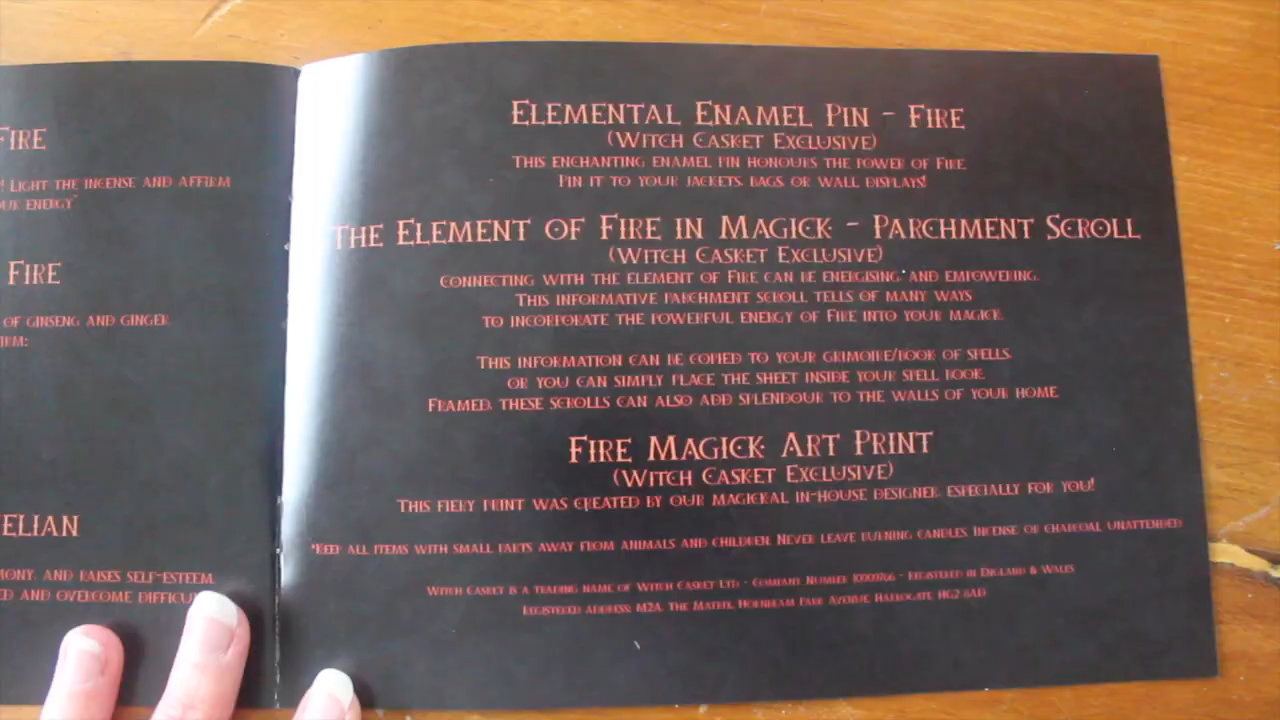 FIRE
! LIGHT THE INCENSE AND AFFIRM
OUR ENERGY"
FIRE
OF GINSENG AND GINGER
ELIAN
MONY, AND RAISES SELF-ESTEEM.
ED AND OVERCOME
ELEMENTAL ENAMEL PIN - FIRE
(WITCH CASKET EXCLUSIVE)
THIS ENCHANTING ENAMEL PIN HONOURS THE POWER OF FIRE.
PIN IT TO YOUR JACKETS, BAGS, OR WALL DISPLAYS!
THE ELEMENT OF FIRE IN MAGICK - PARCHMENT SCROLL
(WITCH CASKET EXCLUSIVE)
CONNECTING WITH THE ELEMENT OF FIRE CAN BE ENERGISING, AND EMPOWERING.
THIS INFORMATIVE PARCHMENT SCROLL TELLS OF MANY WAYS
TO INCORPORATE THE POWERFUL ENERGY OF FIRE INTO YOUR MAGICK.
THIS INFORMATION CAN BE COPIED TO YOUR GRIMOIRE/BOOK OF SPELLS,
OR YOU CAN SIMPLY PLACE THE SHEET INSIDE YOUR SPELL BOOK.
FRAMED, THESE SCROLLS CAN ALSO ADD SPLENDOUR TO THE WALLS OF YOUR HOME.
FIRE MAGICK ART PRINT
(WITCH CASKET EXCLUSIVE)
THIS FIERY PRINT WAS CREATED BY OUR MAGICKAL IN-HOUSE DESIGNER, ESPECIALLY FOR YOU!
*KEEP ALL ITEMS WITH SMALL PARTS AWAY FROM ANIMALS AND CHILDREN. NEVER LEAVE BURNING CANDLES, INCENSE OR CHARCOAL UNATTENDED
WITCH CASKET IS A TRADING NAME OF WITCH CASKET LTD - COMPANY NUMBER 10909766 - REGISTERED IN ENGLAND & WALES
REGISTERED ADDRESS: M2A, THE MATRIX, HORNBEAM PARK AVENUE, HARROGATE, HG2 8AD